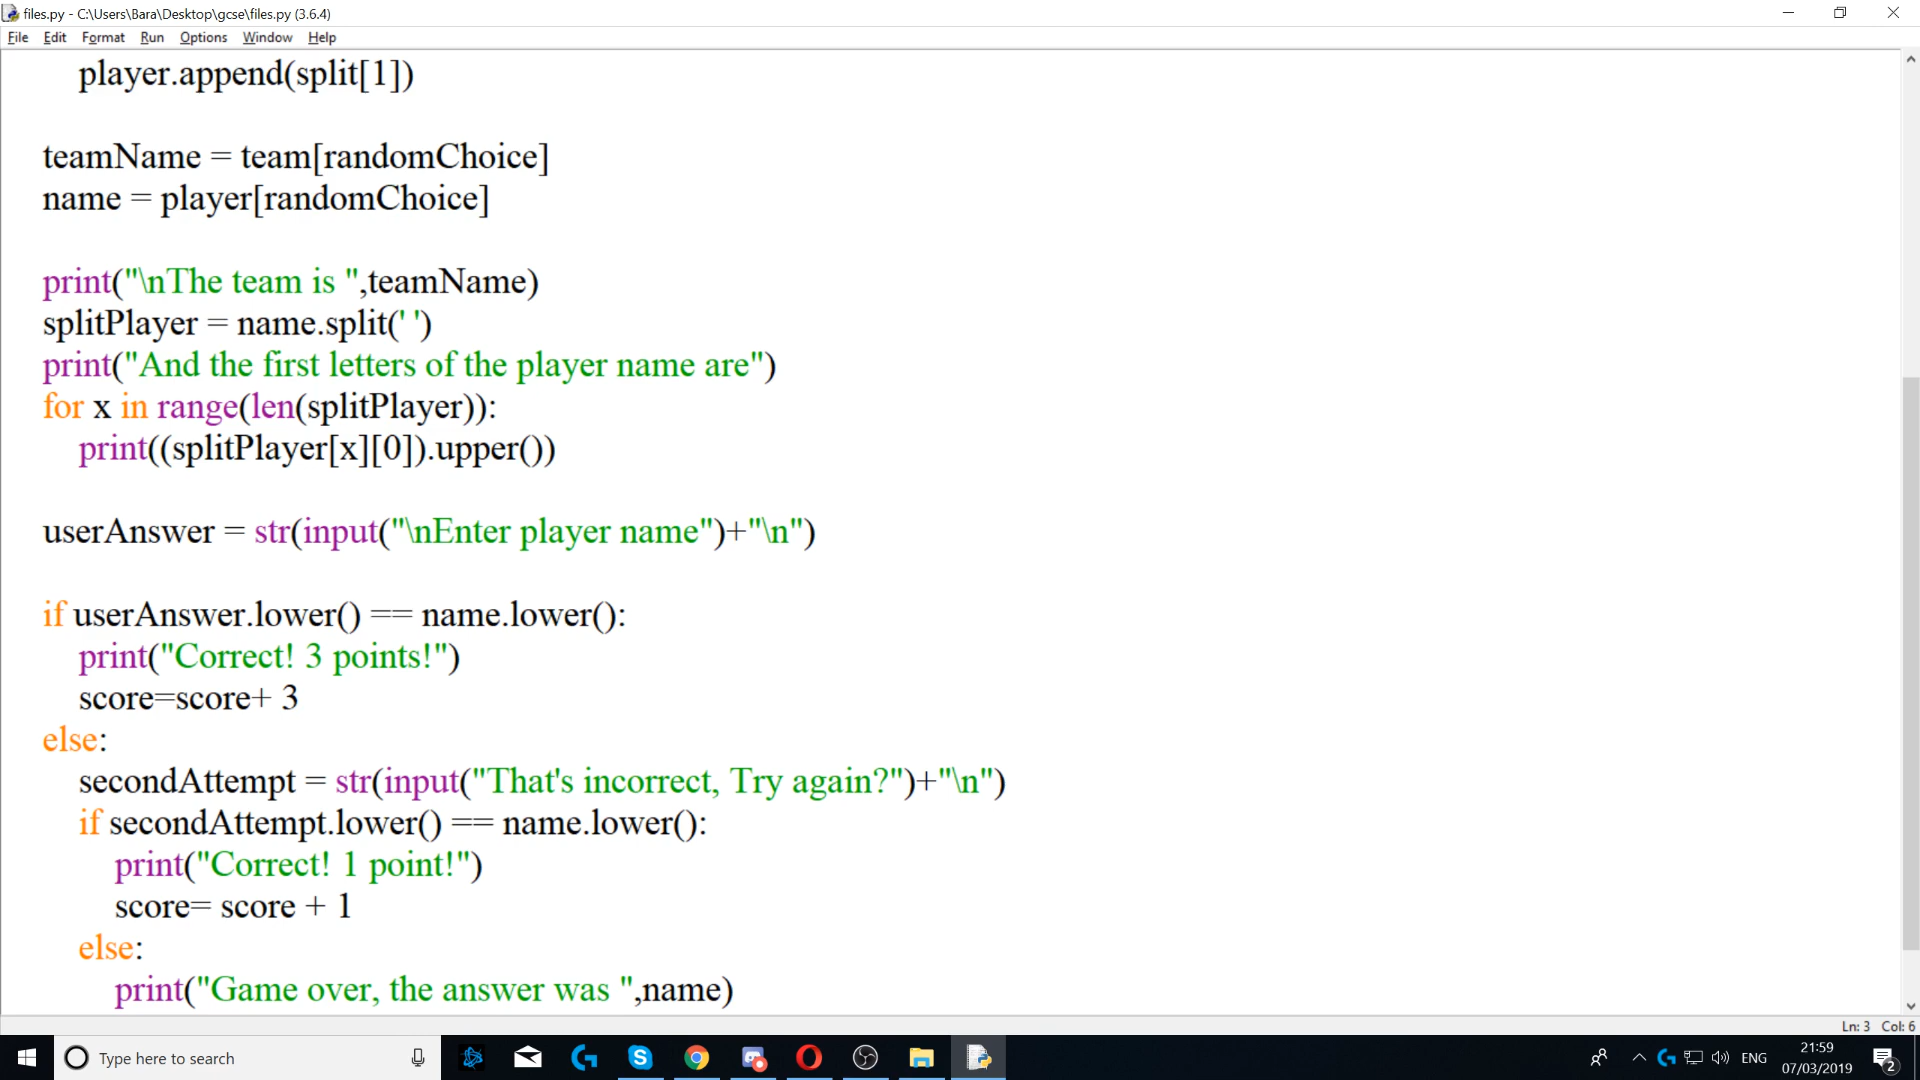 files.py - C:\Users\Bara\Desktop\gcse\files.py (3.6.4)
File Edit Format Run Options Window Help
player.append(split[1])
teamName = team[randomChoice]
name = player[randomChoice]
print("\nThe team is ",teamName)
splitPlayer = name.split(' ')
print("And the first letters of the player name are")
for x in range(len(splitPlayer)):
print((splitPlayer[x][0]).upper())
userAnswer = str(input("\nEnter player name")+"\n")
if userAnswer.lower() == name.lower():
print("Correct! 3 points!")
score=score+ 3
else:
secondAttempt = str(input("That's incorrect, Try again?")+"\n")
if secondAttempt.lower() == name.lower():
print("Correct! 1 point!")
score= score + 1
else:
print("Game over, the answer was ",name)
Ln: 3 Col: 6
Type here to search
ENG
21:59
07/03/2019
2